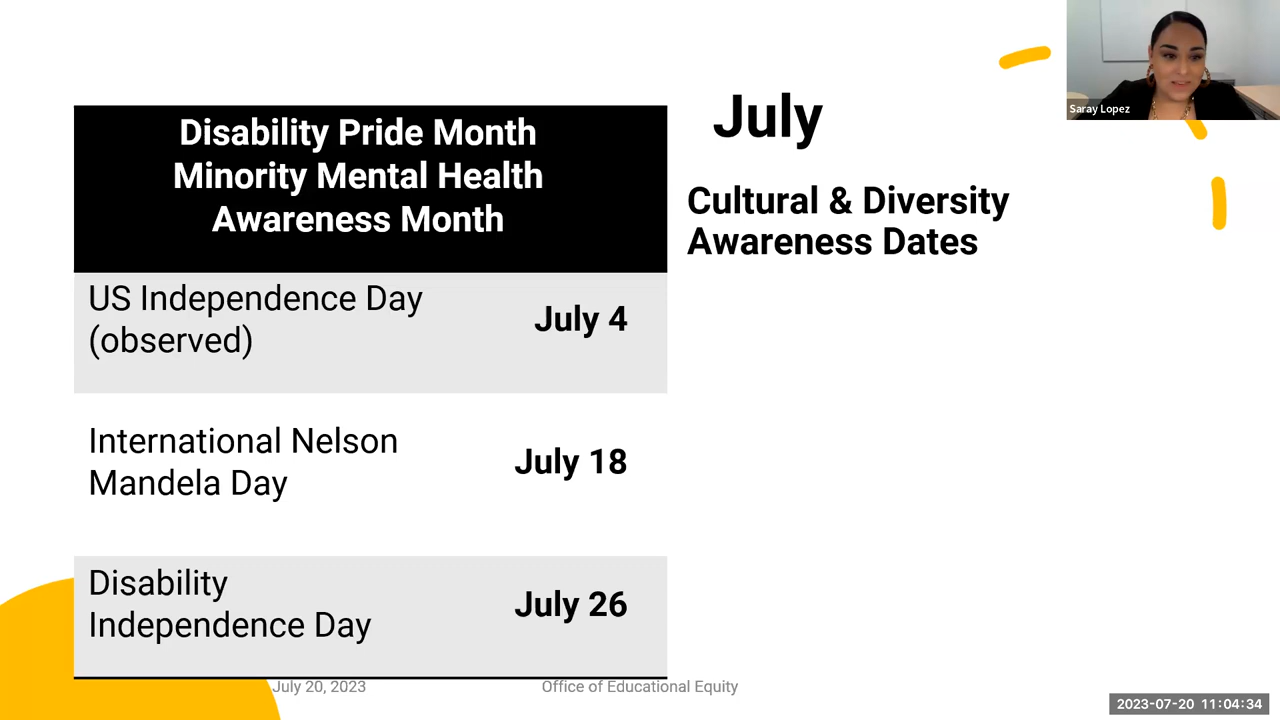 Disability Pride Month
Minority Mental Health
Awareness Month
US Independence Day
(observed)
July 4
International Nelson
Mandela Day
July 18
Disability
Independence Day
July 26
July
Cultural & Diversity
Awareness Dates
Saray Lopez
July 20, 2023
Office of Educational Equity
2023-07-20 11:04:34